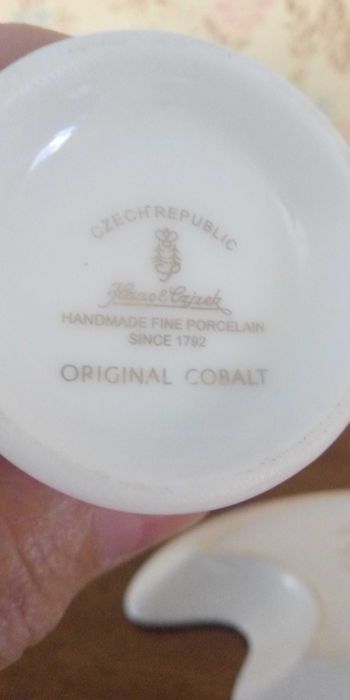 CZECH REPUBLIC
Haas & Czjzek
HANDMADE FINE PORCELAIN
SINCE 1792
ORIGINAL COBALT